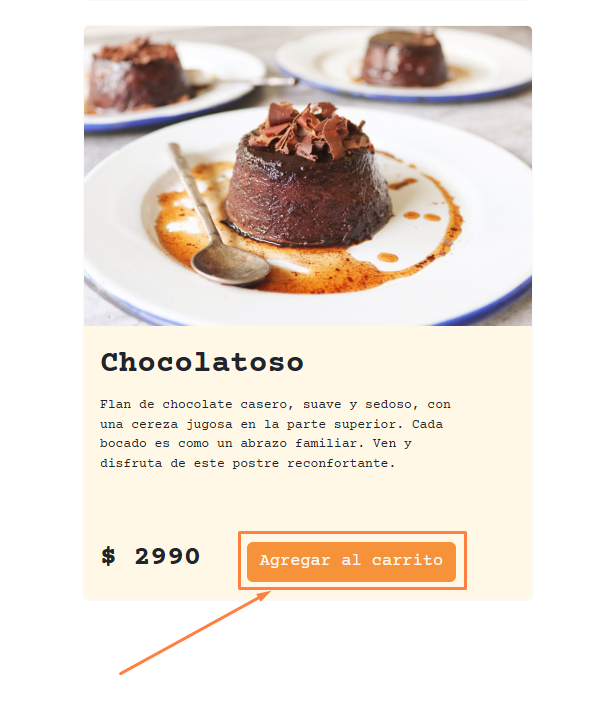 Chocolatoso
Flan de chocolate casero, suave y sedoso, con
una cereza jugosa en la parte superior. Cada
bocado es como un abrazo familiar. Ven y
disfruta de este postre reconfortante.
$ 2990
Agregar al carrito